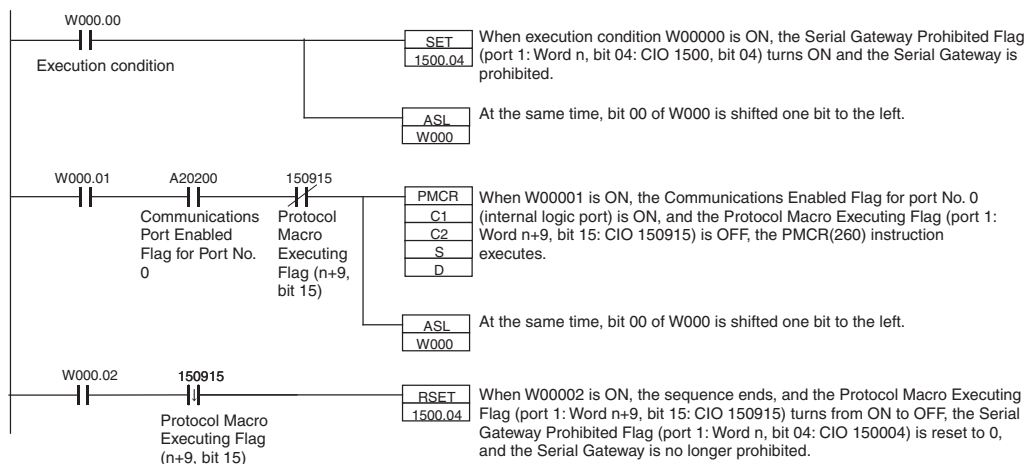 W000.00
Execution condition
SET
1500.04
When execution condition W00000 is ON, the Serial Gateway Prohibited Flag
(port 1: Word n, bit 04: CIO 1500, bit 04) turns ON and the Serial Gateway is
prohibited.
ASL
W000
At the same time, bit 00 of W000 is shifted one bit to the left.
W000.01
A20200
150915
Communications
Port Enabled
Flag for Port No.
0
Protocol
Macro
Executing
Flag (n+9,
bit 15)
PMCR
C1
C2
S
D
When W00001 is ON, the Communications Enabled Flag for port No. 0
(internal logic port) is ON, and the Protocol Macro Executing Flag (port 1:
Word n+9, bit 15: CIO 150915) is OFF, the PMCR(260) instruction
executes.
ASL
W000
At the same time, bit 00 of W000 is shifted one bit to the left.
W000.02
150915
Protocol Macro
Executing Flag
(n+9, bit 15)
RSET
1500.04
When W00002 is ON, the sequence ends, and the Protocol Macro Executing
Flag (port 1: Word n+9, bit 15: CIO 150915) turns from ON to OFF, the Serial
Gateway Prohibited Flag (port 1: Word n, bit 04: CIO 150004) is reset to 0,
and the Serial Gateway is no longer prohibited.